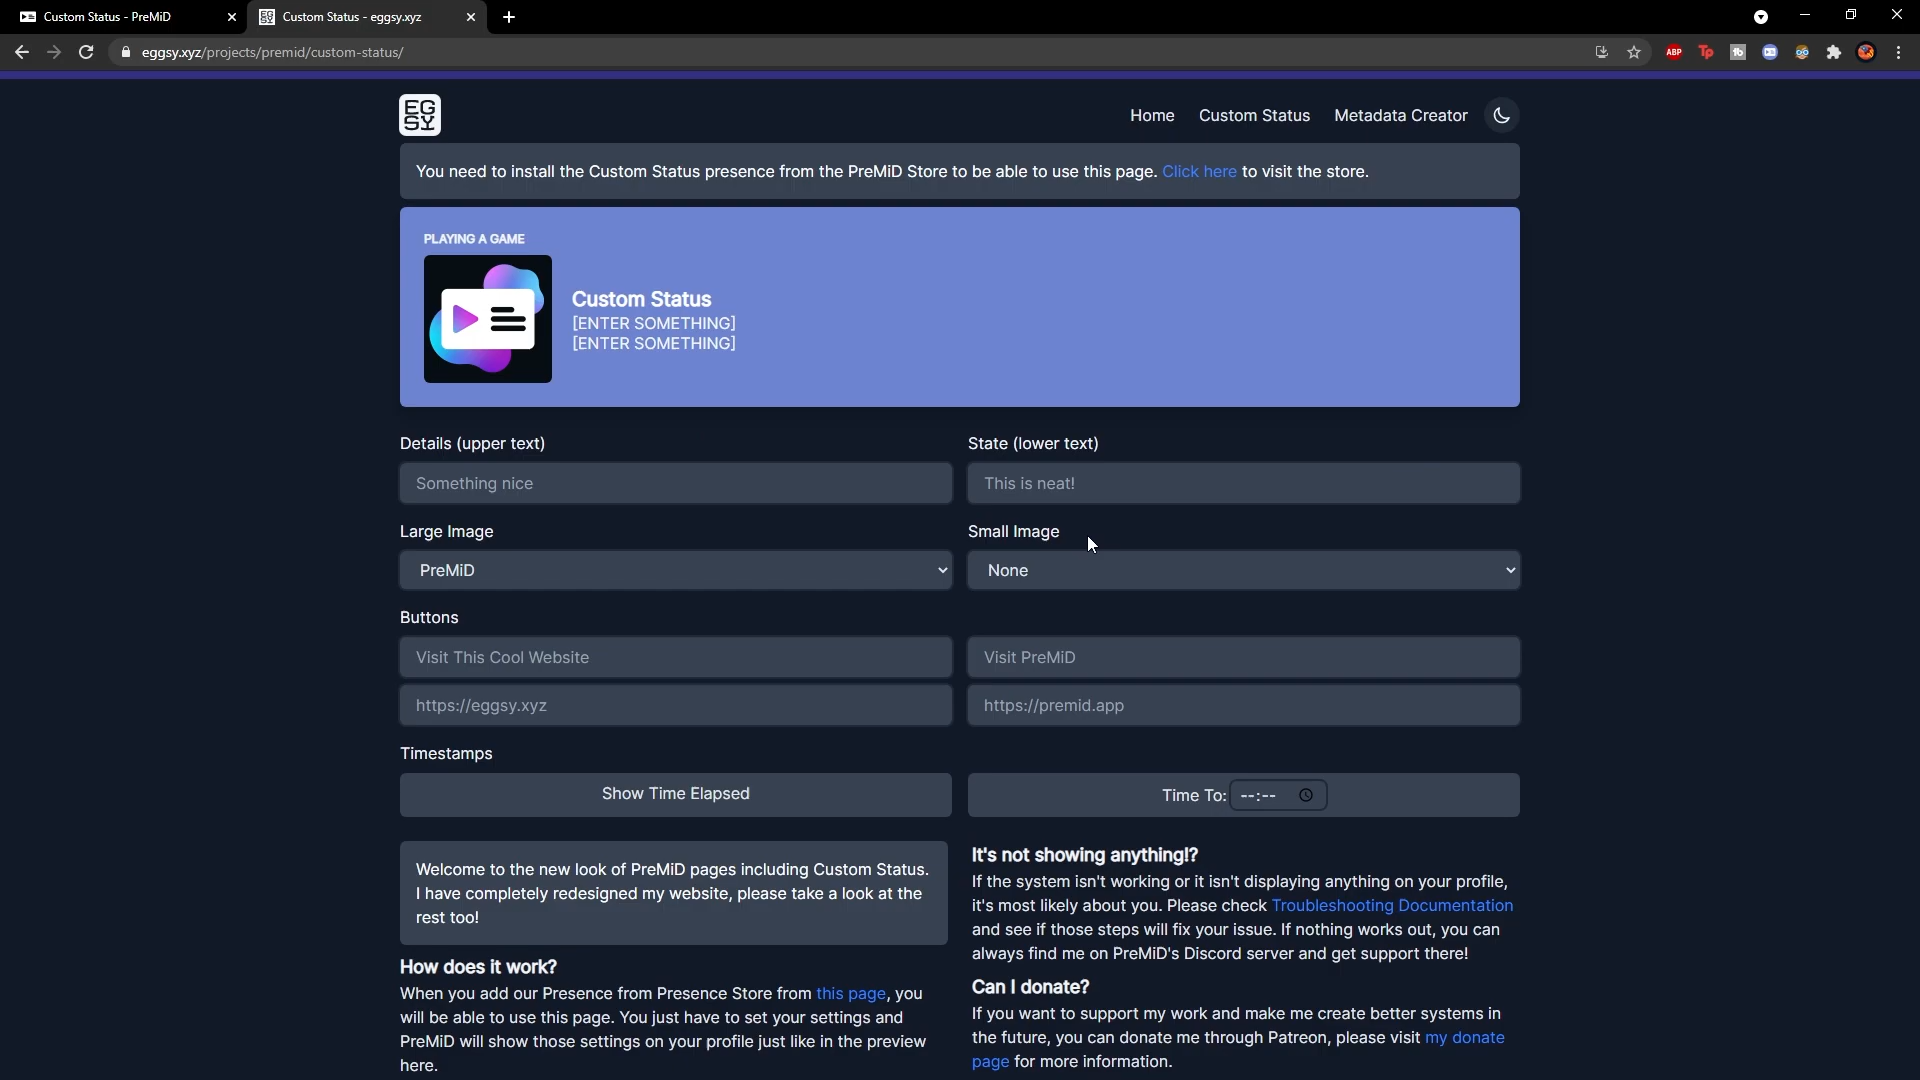 Custom Status - PreMiD
Custom Status - eggsy.xyz
eggsy.xyz/projects/premid/custom-status/
ABP
Tp
EG
SY
Home
Custom Status
Metadata Creator
You need to install the Custom Status presence from the PreMiD Store to be able to use this page. Click here to visit the store.
PLAYING A GAME
Custom Status
[ENTER SOMETHING]
[ENTER SOMETHING]
Details (upper text)
State (lower text)
Something nice
This is neat!
Large Image
Small Image
PreMiD
None
Buttons
Visit This Cool Website
Visit PreMiD
https://eggsy.xyz
https://premid.app
Timestamps
Show Time Elapsed
Time To: --:--
Welcome to the new look of PreMiD pages including Custom Status.
I have completely redesigned my website, please take a look at the
rest too!
How does it work?
When you add our Presence from Presence Store from this page, you
will be able to use this page. You just have to set your settings and
PreMiD will show those settings on your profile just like in the preview
here.
It's not showing anything!?
If the system isn't working or it isn't displaying anything on your profile,
it's most likely about you. Please check Troubleshooting Documentation
and see if those steps will fix your issue. If nothing works out, you can
always find me on PreMiD's Discord server and get support there!
Can I donate?
If you want to support my work and make me create better systems in
the future, you can donate me through Patreon, please visit my donate
page for more information.